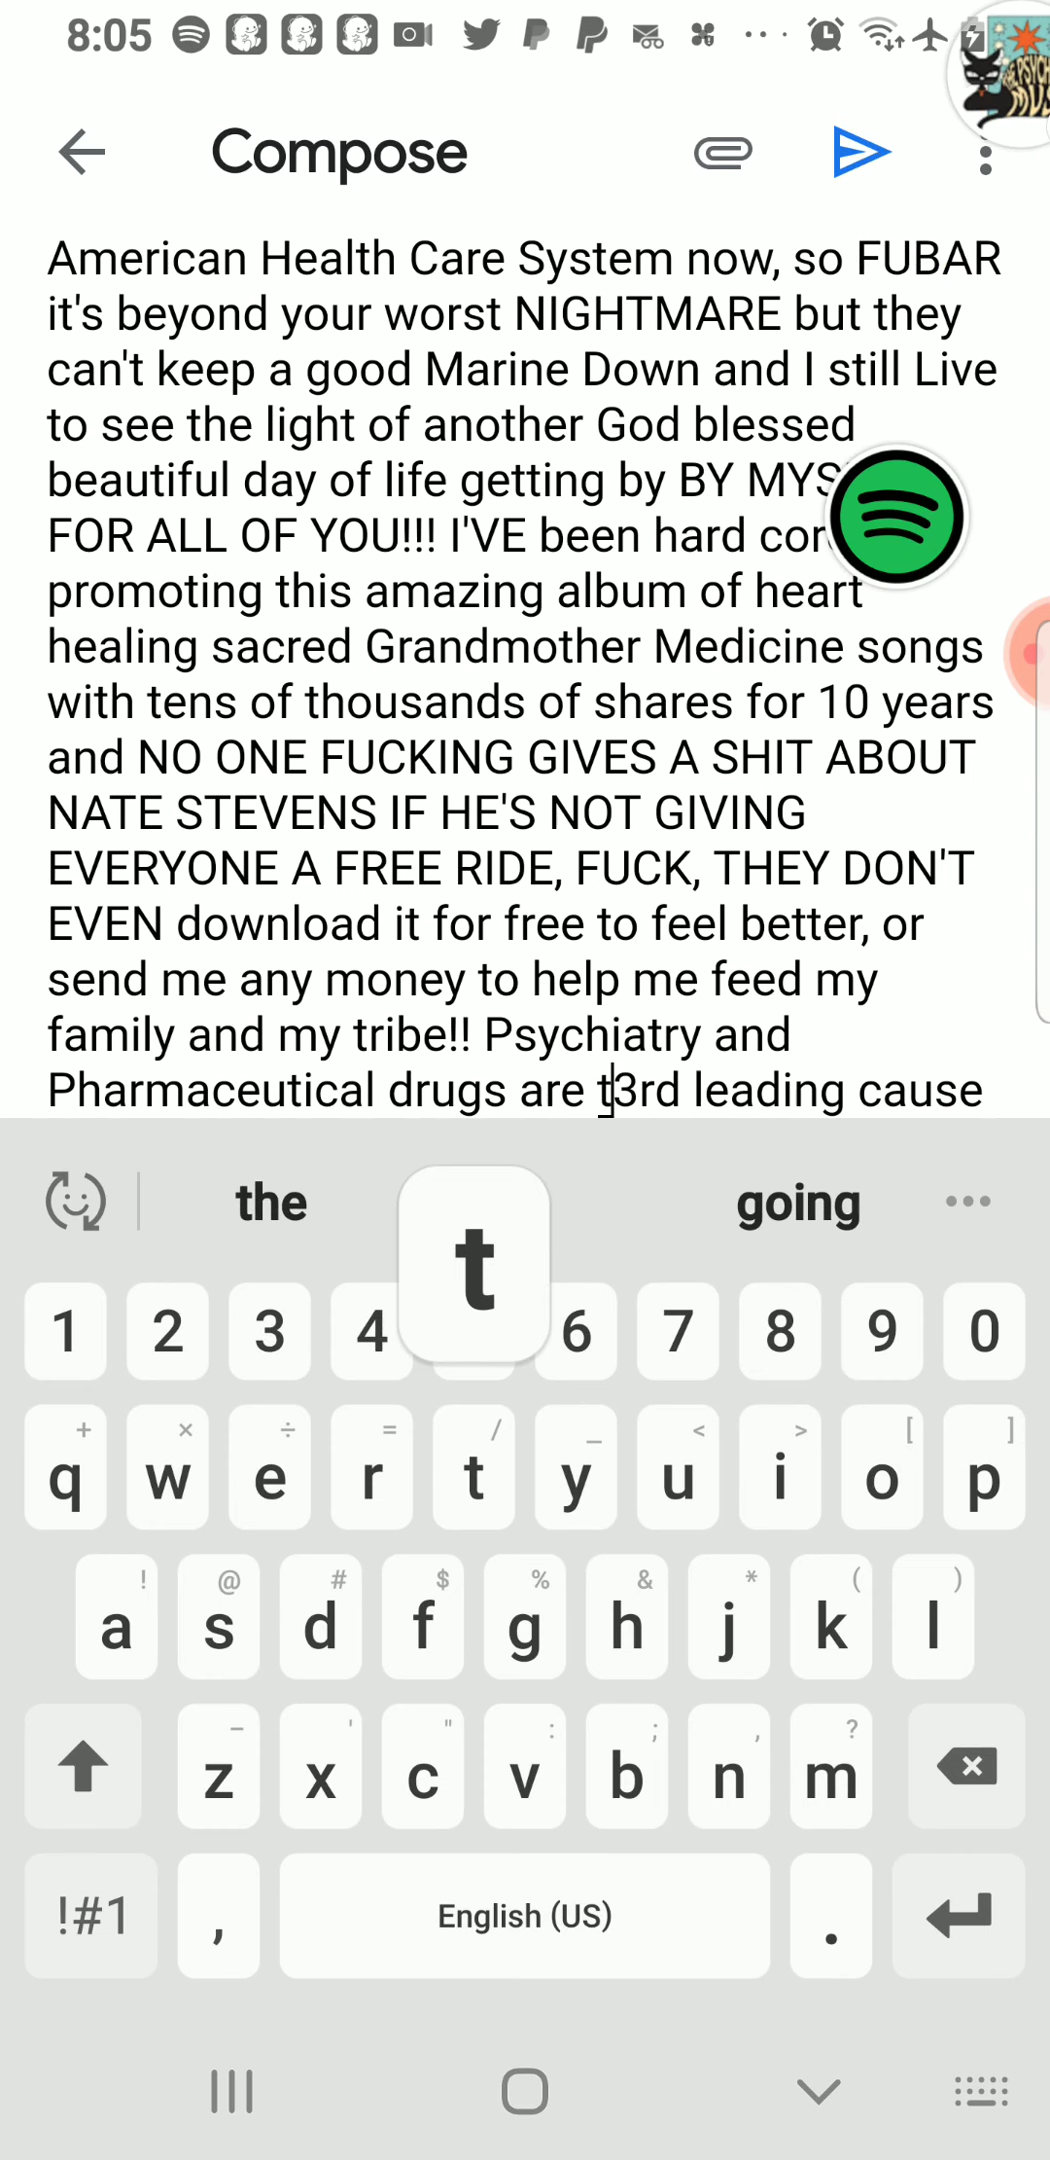 8:05
Compose
American Health Care System now, so FUBAR
it's beyond your worst NIGHTMARE but they
can't keep a good Marine Down and I still Live
to see the light of another God blessed
beautiful day of life getting by BY
FOR ALL OF YOU!!! I'VE been hard
promoting this amazing album of heart
healing sacred Grandmother Medicine songs
with tens of thousands of shares for 10 years
and NO ONE FUCKING GIVES A SHIT ABOUT
NATE STEVENS IF HE'S NOT GIVING
EVERYONE A FREE RIDE, FUCK, THEY DON'T
EVEN download it for free to feel better, or
send me any money to help me feed my
family and my tribe!! Psychiatry and
Pharmaceutical drugs are t3rd leading cause
the t going
1 2 3 4 6 7 8 9 0
+ × ÷ = / _ < > [ ]
q w e r t y u i o p
! @ # $ % & * ( )
a s d f g h j k l
- ' " : ; , ?
z x c v b n m
!#1 , English (US) .